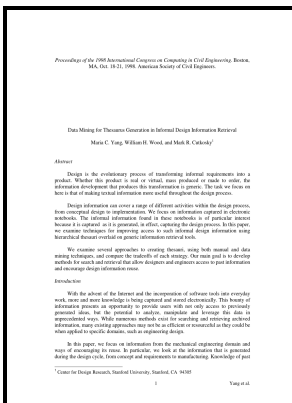 Proceedings of the 1998 International Congress on Computing in Civil Engineering, Boston,
MA, Oct. 18-21, 1998. American Society of Civil Engineers.
Data Mining for Thesaurus Generation in Informal Design Information Retrieval
Maria C. Yang, William H. Wood, and Mark R. Cutkosky¹
Abstract
Design is the evolutionary process of transforming informal requirements into a
product. Whether this product is real or virtual, mass produced or made to order, the
information development that produces this transformation is generic. The task we focus on
here is that of making textual information more useful throughout the design process.
Design information can cover a range of different activities within the design process,
from conceptual design to implementation. We focus on information captured in electronic
notebooks. The informal information found in these notebooks is of particular interest
because it is captured as it is generated, in effect, capturing the design process. In this paper,
we examine techniques for improving access to such informal design information using
hierarchical thesauri overlaid on generic information retrieval tools.
We examine several approaches to creating thesauri, using both manual and data
mining techniques, and compare the tradeoffs of each strategy. Our main goal is to develop
methods for search and retrieval that allow designers and engineers access to past information
and encourage design information reuse.
Introduction
With the advent of the Internet and the incorporation of software tools into everyday
work, more and more knowledge is being captured and stored electronically. This bounty of
information presents an opportunity to provide users with not only access to previously
generated ideas, but the potential to analyze, manipulate and leverage this data in
unprecedented ways. While numerous methods exist for searching and retrieving archived
information, many existing approaches may not be as efficient or resourceful as they could be
when applied to specific domains, such as engineering design.
In this paper, we focus on information from the mechanical engineering domain and
ways of encouraging its reuse. In particular, we look at the information that is generated
during the design cycle, from concept and requirements to manufacturing. Knowledge of past
¹ Center for Design Research, Stanford University, Stanford, CA 94305
1 Yang et al.